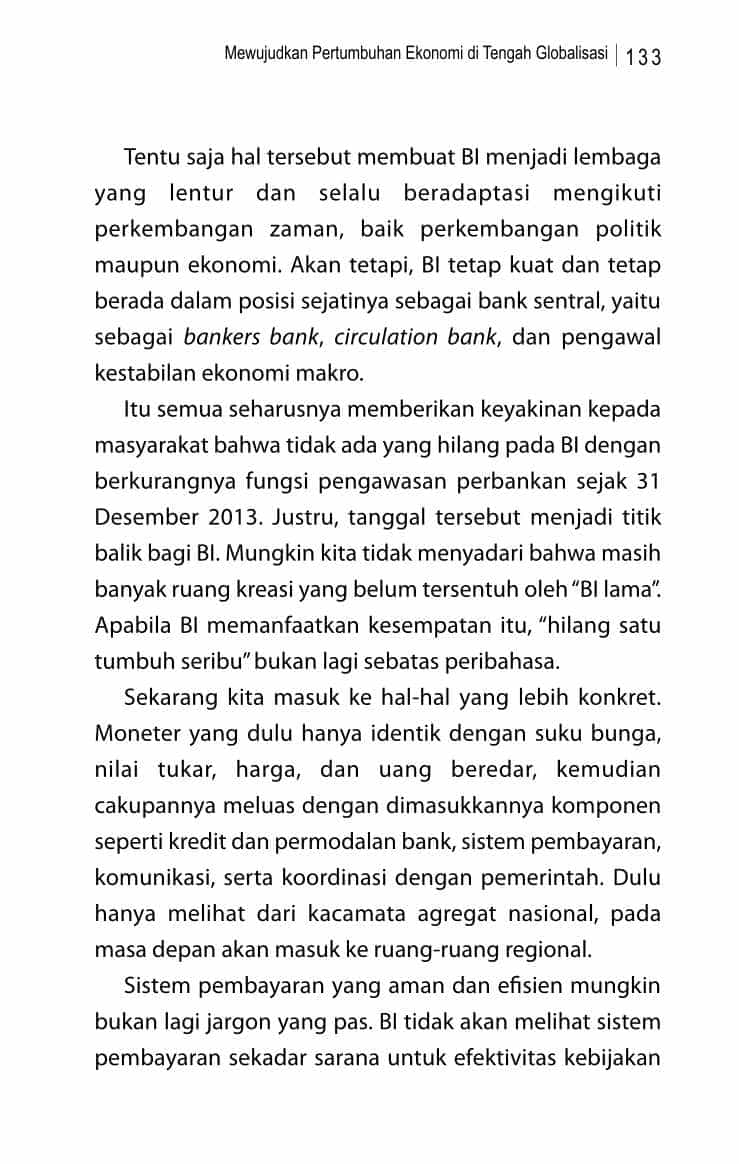 Mewujudkan Pertumbuhan Ekonomi di Tengah Globalisasi | 133
Tentu saja hal tersebut membuat BI menjadi lembaga
yang lentur dan selalu beradaptasi mengikuti
perkembangan zaman, baik perkembangan politik
maupun ekonomi. Akan tetapi, BI tetap kuat dan tetap
berada dalam posisi sejatinya sebagai bank sentral, yaitu
sebagai bankers bank, circulation bank, dan pengawal
kestabilan ekonomi makro.
Itu semua seharusnya memberikan keyakinan kepada
masyarakat bahwa tidak ada yang hilang pada BI dengan
berkurangnya fungsi pengawasan perbankan sejak 31
Desember 2013. Justru, tanggal tersebut menjadi titik
balik bagi BI. Mungkin kita tidak menyadari bahwa masih
banyak ruang kreasi yang belum tersentuh oleh “BI lama”.
Apabila BI memanfaatkan kesempatan itu, “hilang satu
tumbuh seribu” bukan lagi sebatas peribahasa.
Sekarang kita masuk ke hal-hal yang lebih konkret.
Moneter yang dulu hanya identik dengan suku bunga,
nilai tukar, harga, dan uang beredar, kemudian
cakupannya meluas dengan dimasukkannya komponen
seperti kredit dan permodalan bank, sistem pembayaran,
komunikasi, serta koordinasi dengan pemerintah. Dulu
hanya melihat dari kacamata agregat nasional, pada
masa depan akan masuk ke ruang-ruang regional.
Sistem pembayaran yang aman dan efisien mungkin
bukan lagi jargon yang pas. BI tidak akan melihat sistem
pembayaran sekadar sarana untuk efektivitas kebijakan